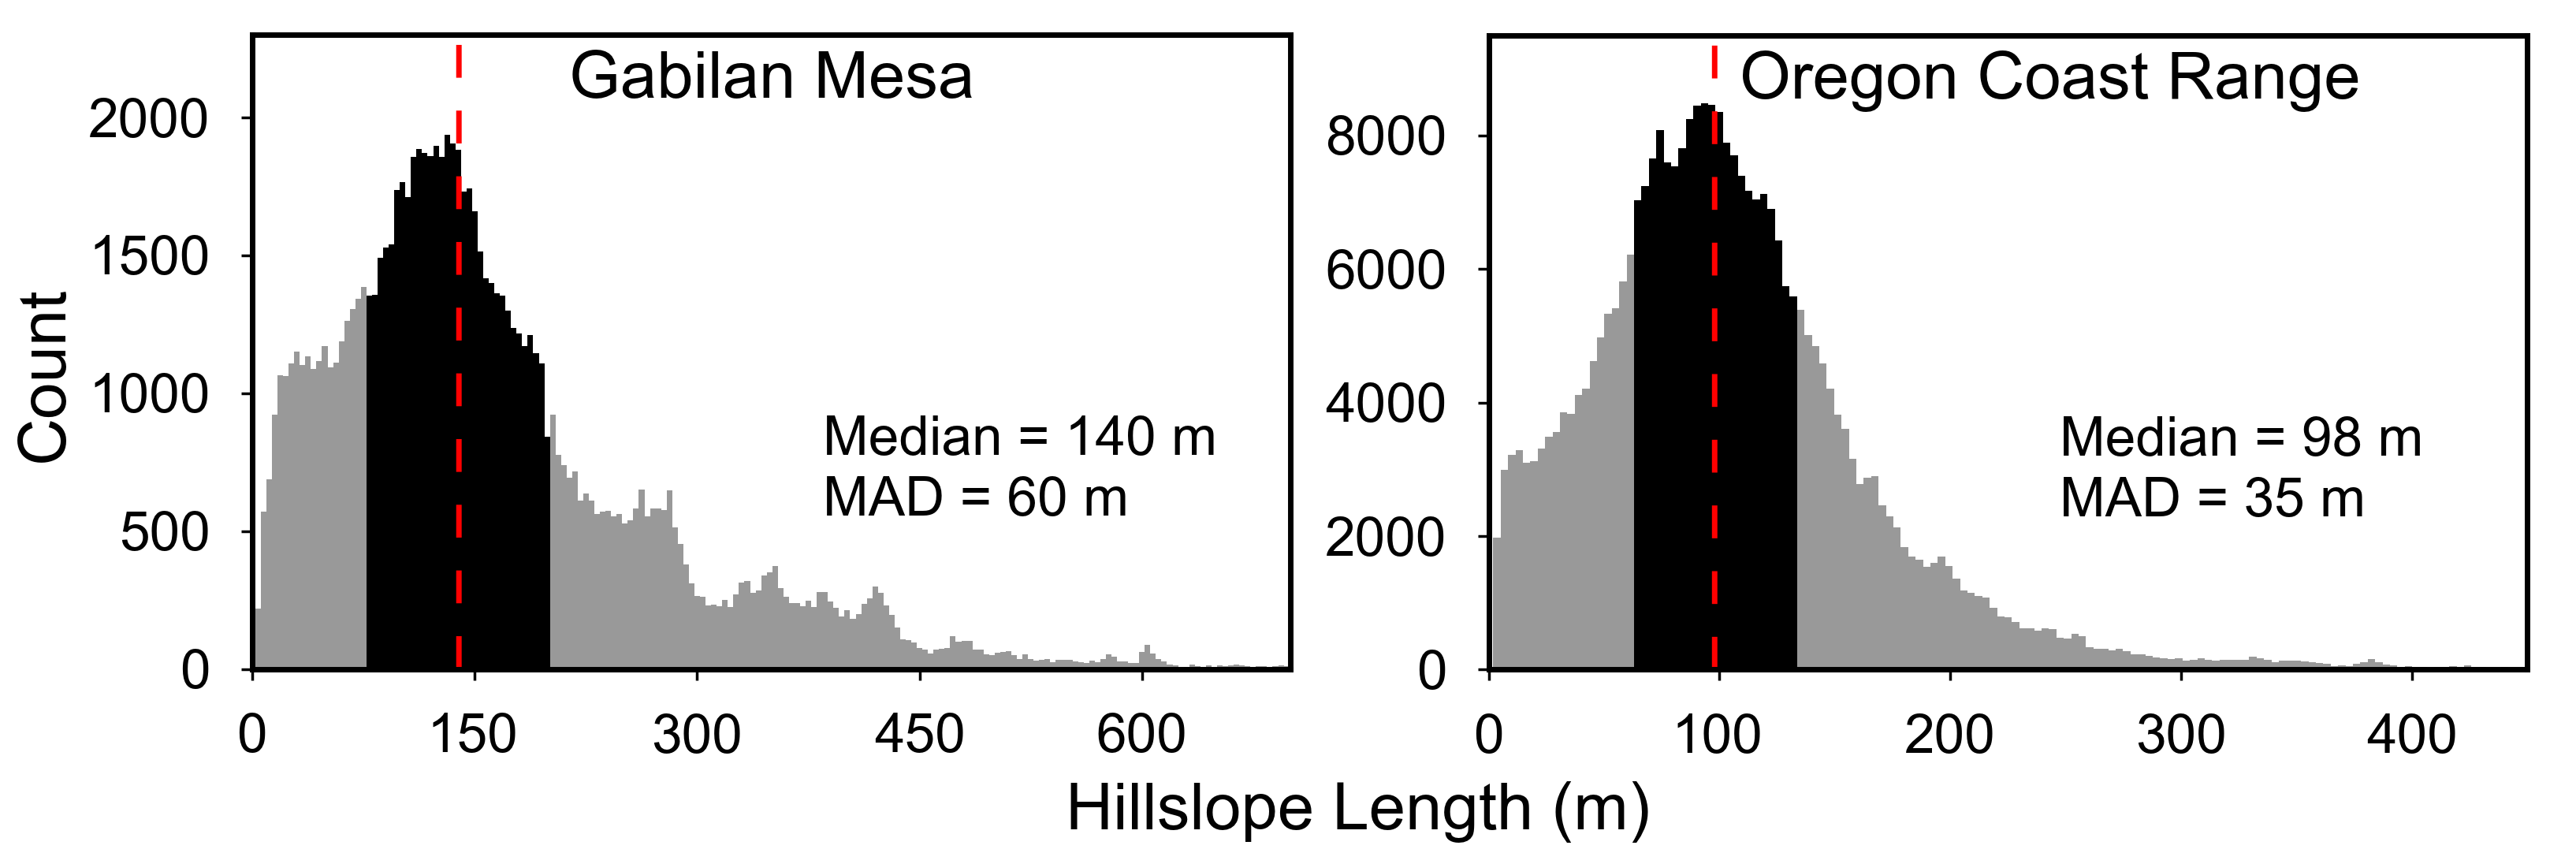 Gabilan Mesa
Count
2000
1500
1000
500
0
0
150
300
450
600
Median = 140 m
MAD = 60 m
Oregon Coast Range
8000
6000
4000
2000
0
0
100
200
300
400
Median = 98 m
MAD = 35 m
Hillslope Length (m)